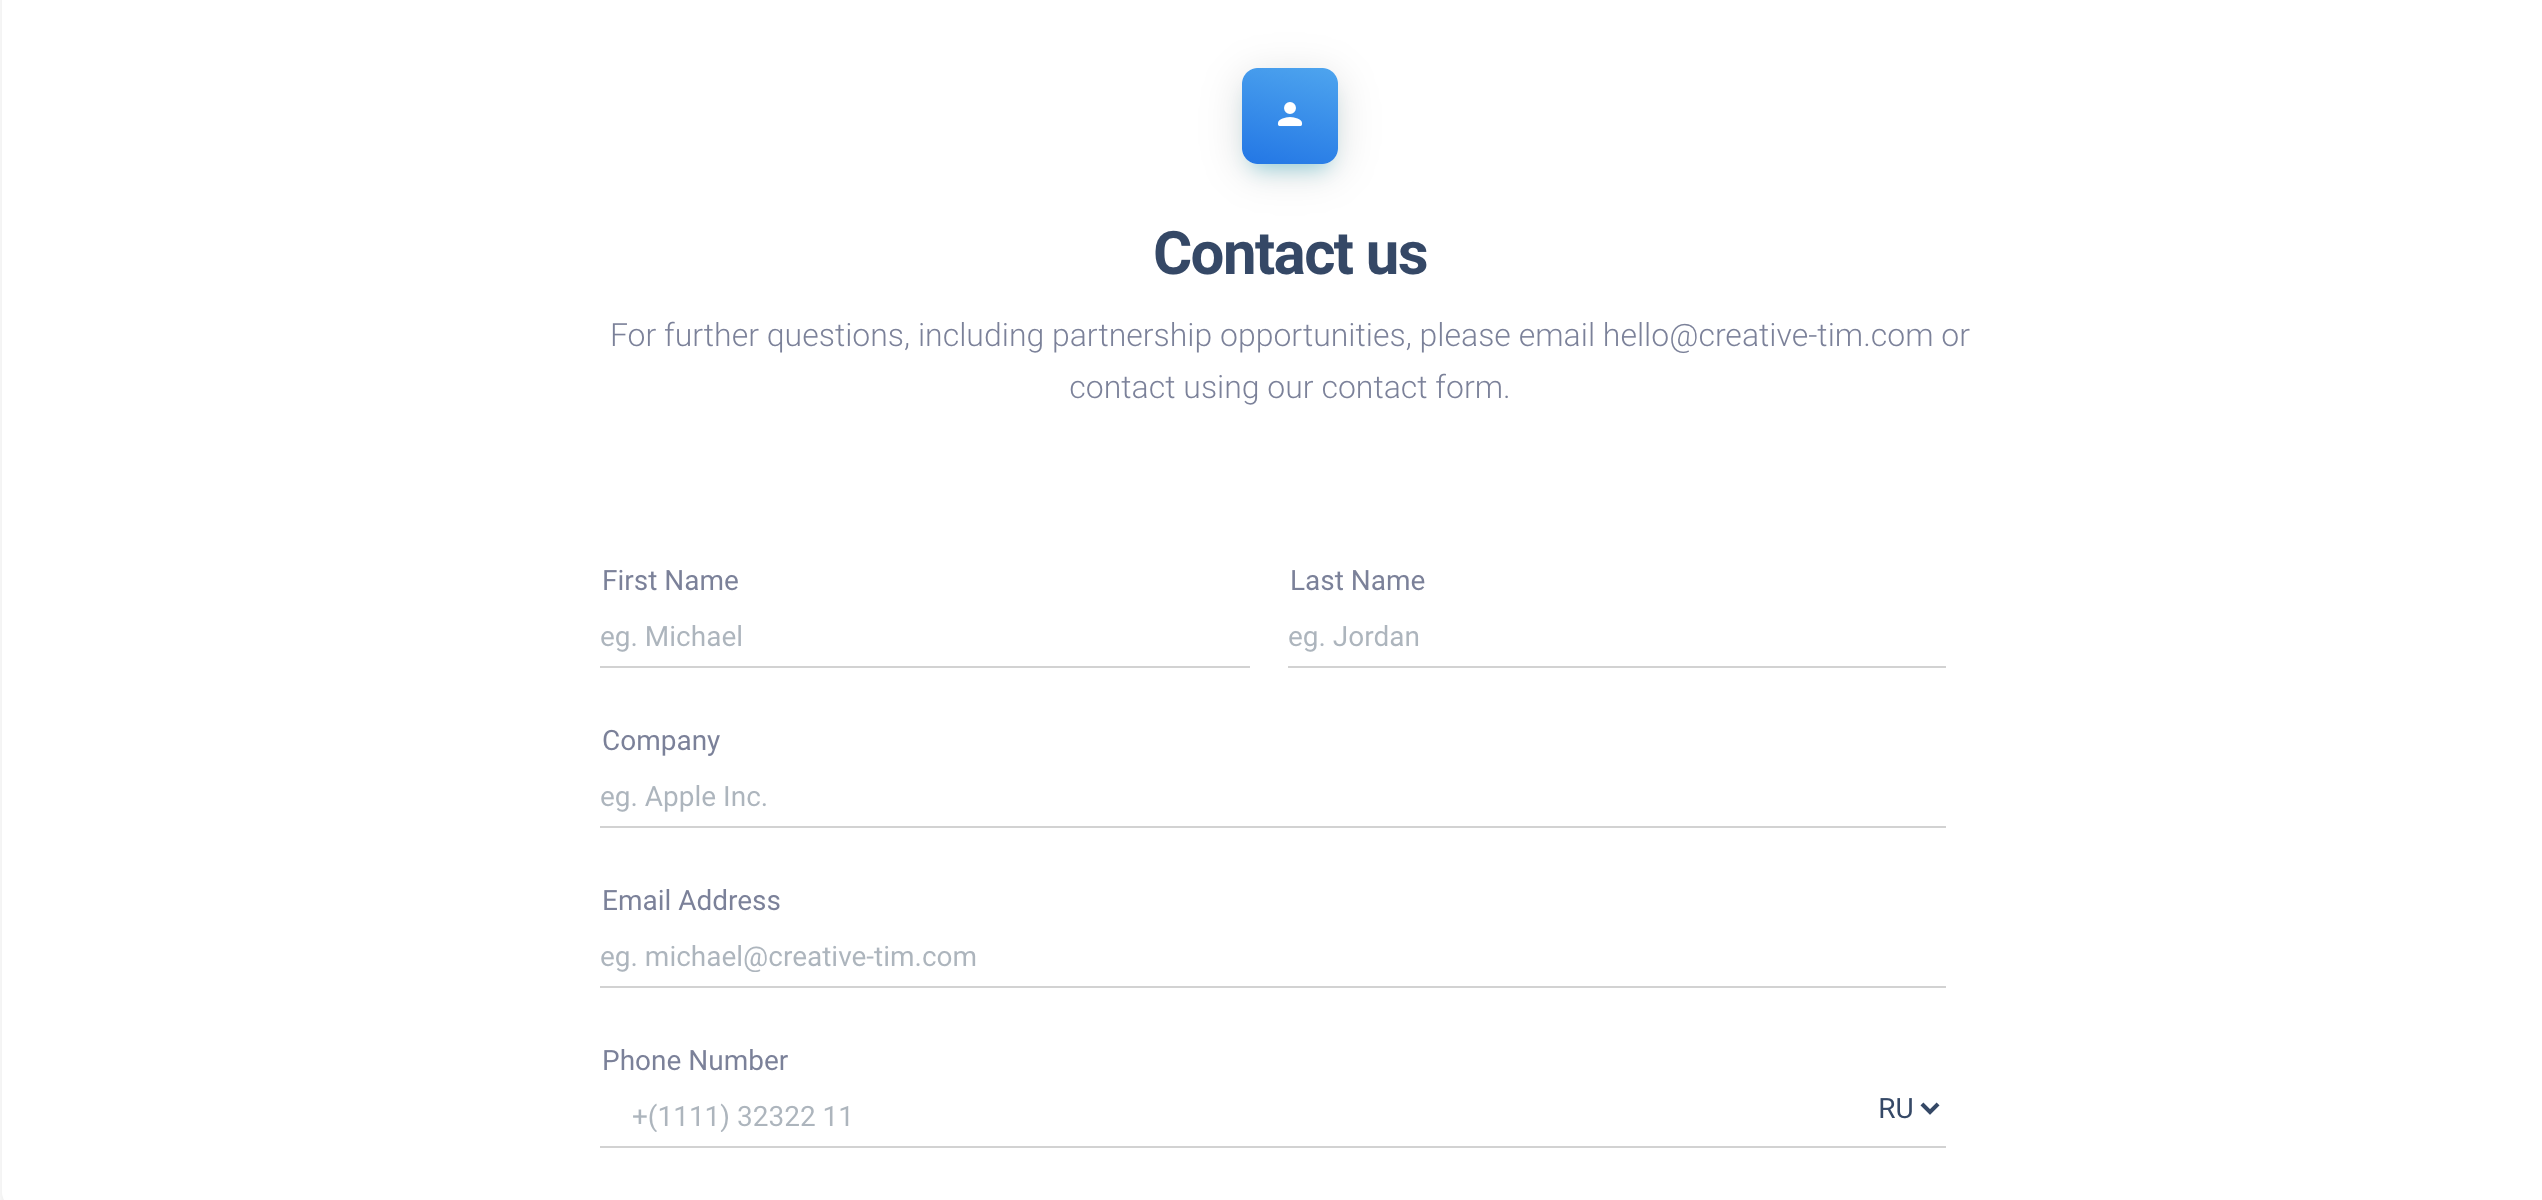 Contact us
For further questions, including partnership opportunities, please email hello@creative-tim.com or
contact using our contact form.
First Name
Last Name
eg. Michael
eg. Jordan
Company
eg. Apple Inc.
Email Address
eg. michael@creative-tim.com
Phone Number
+(1111) 32322 11
RU